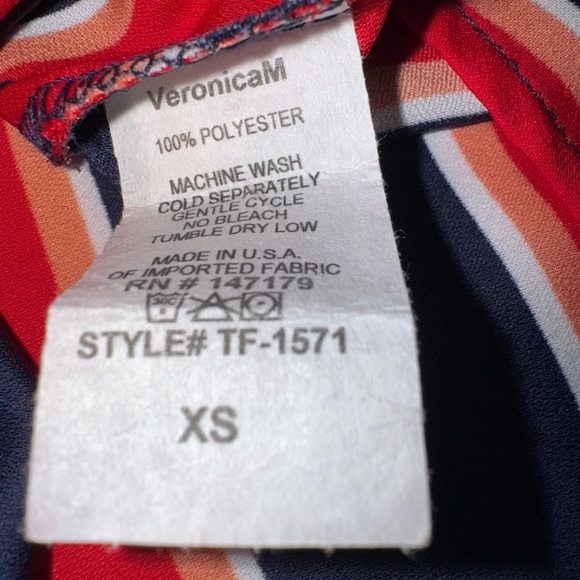 VeronicaM
100% POLYESTER
MACHINE WASH
COLD SEPARATELY
GENTLE CYCLE
NO BLEACH
TUMBLE DRY LOW
MADE IN U.S.A.
OF IMPORTED FABRIC
RN # 147179
STYLE# TF-1571
XS